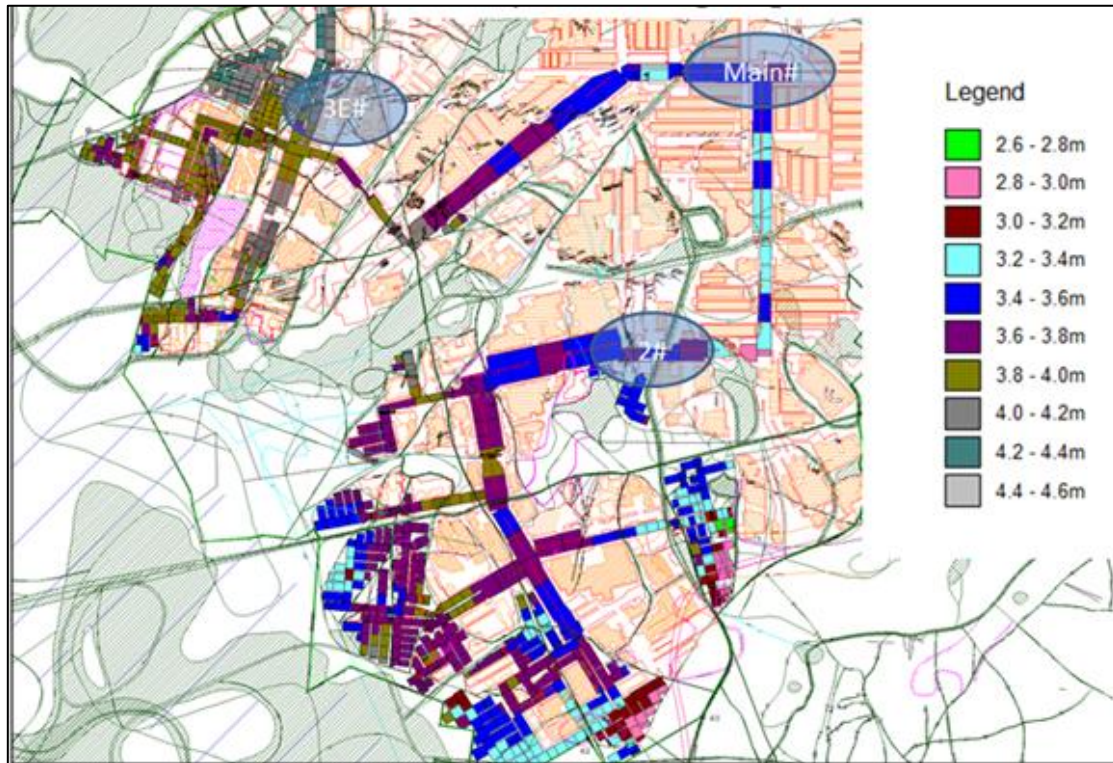 Main#
3E#
2#
Legend
2.6 - 2.8m
2.8 - 3.0m
3.0 - 3.2m
3.2 - 3.4m
3.4 - 3.6m
3.6 - 3.8m
3.8 - 4.0m
4.0 - 4.2m
4.2 - 4.4m
4.4 - 4.6m